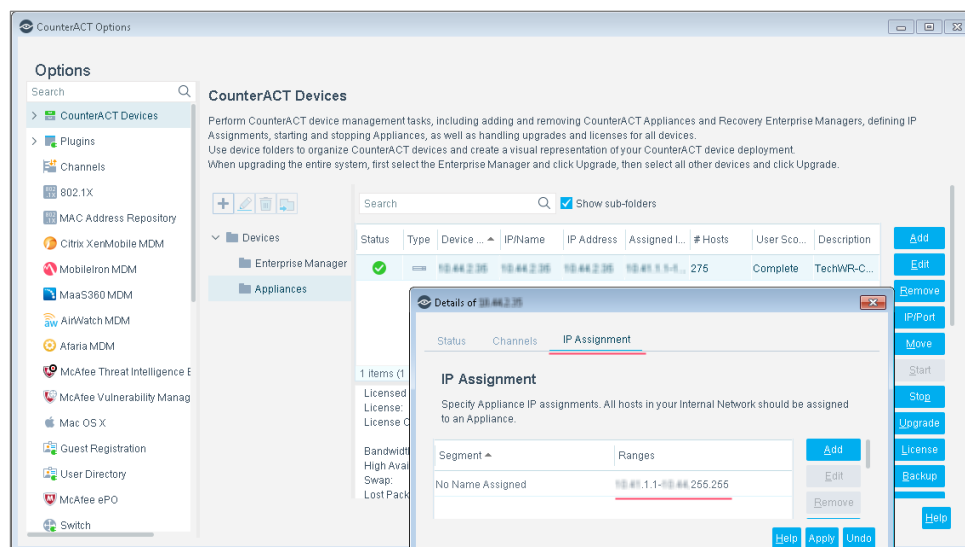 CounterACT Options
Options
Search
CounterACT Devices
Plugins
Channels
802.1X
MAC Address Repository
Citrix XenMobile MDM
MobileIron MDM
MaaS360 MDM
AirWatch MDM
Afaria MDM
McAfee Threat Intelligence E
McAfee Vulnerability Manag
Mac OS X
Guest Registration
User Directory
McAfee ePO
Switch
CounterACT Devices
Perform CounterACT device management tasks, including adding and removing CounterACT Appliances and Recovery Enterprise Managers, defining IP
Assignments, starting and stopping Appliances, as well as handling upgrades and licenses for all devices.
Use device folders to organize CounterACT devices and create a visual representation of your CounterACT device deployment.
When upgrading the entire system, first select the Enterprise Manager and click Upgrade, then select all other devices and click Upgrade.
Devices
Enterprise Manager
Appliances
Search
Show sub-folders
Status Type Device ... IP/Name IP Address Assigned I... # Hosts User Sco... Description
275 Complete TechWR-C...
1 items (1
Licensed
License:
License C
Bandwidt
High Avai
Swap:
Lost Pack
Add
Edit
Remove
IP/Port
Move
Start
Stop
Upgrade
License
Backup
Help
Details of
Status Channels IP Assignment
IP Assignment
Specify Appliance IP assignments. All hosts in your Internal Network should be assigned
to an Appliance.
Segment Ranges
No Name Assigned .1.1- .255.255
Add
Edit
Remove
Help Apply Undo